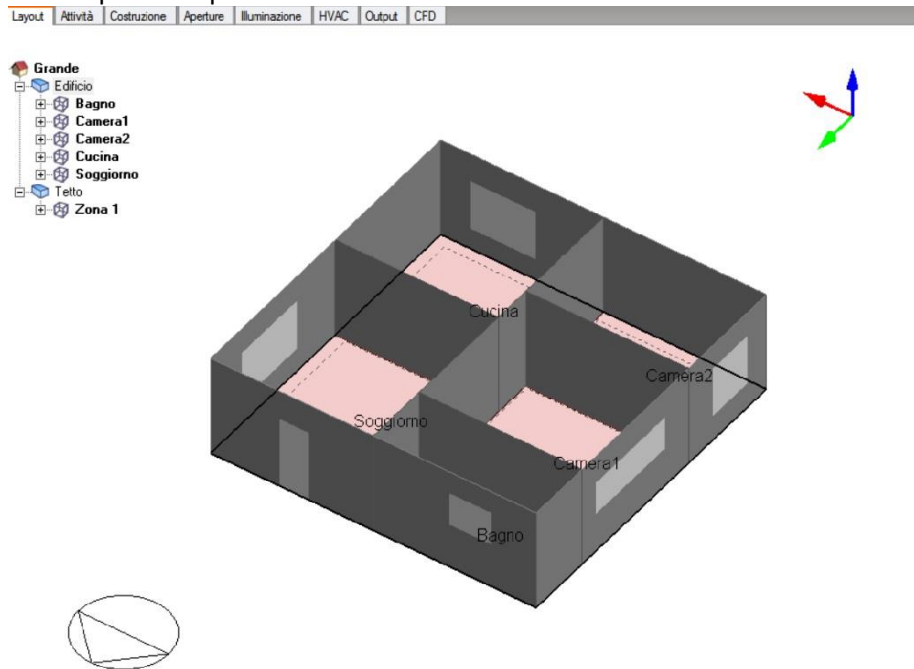 Layout Attività Costruzione Aperture Illuminazione HVAC Output CFD
Grande
Edificio
Bagno
Camera1
Camera2
Cucina
Soggiorno
Tetto
Zona 1
Cucina
Camera2
Soggiorno
Camera1
Bagno